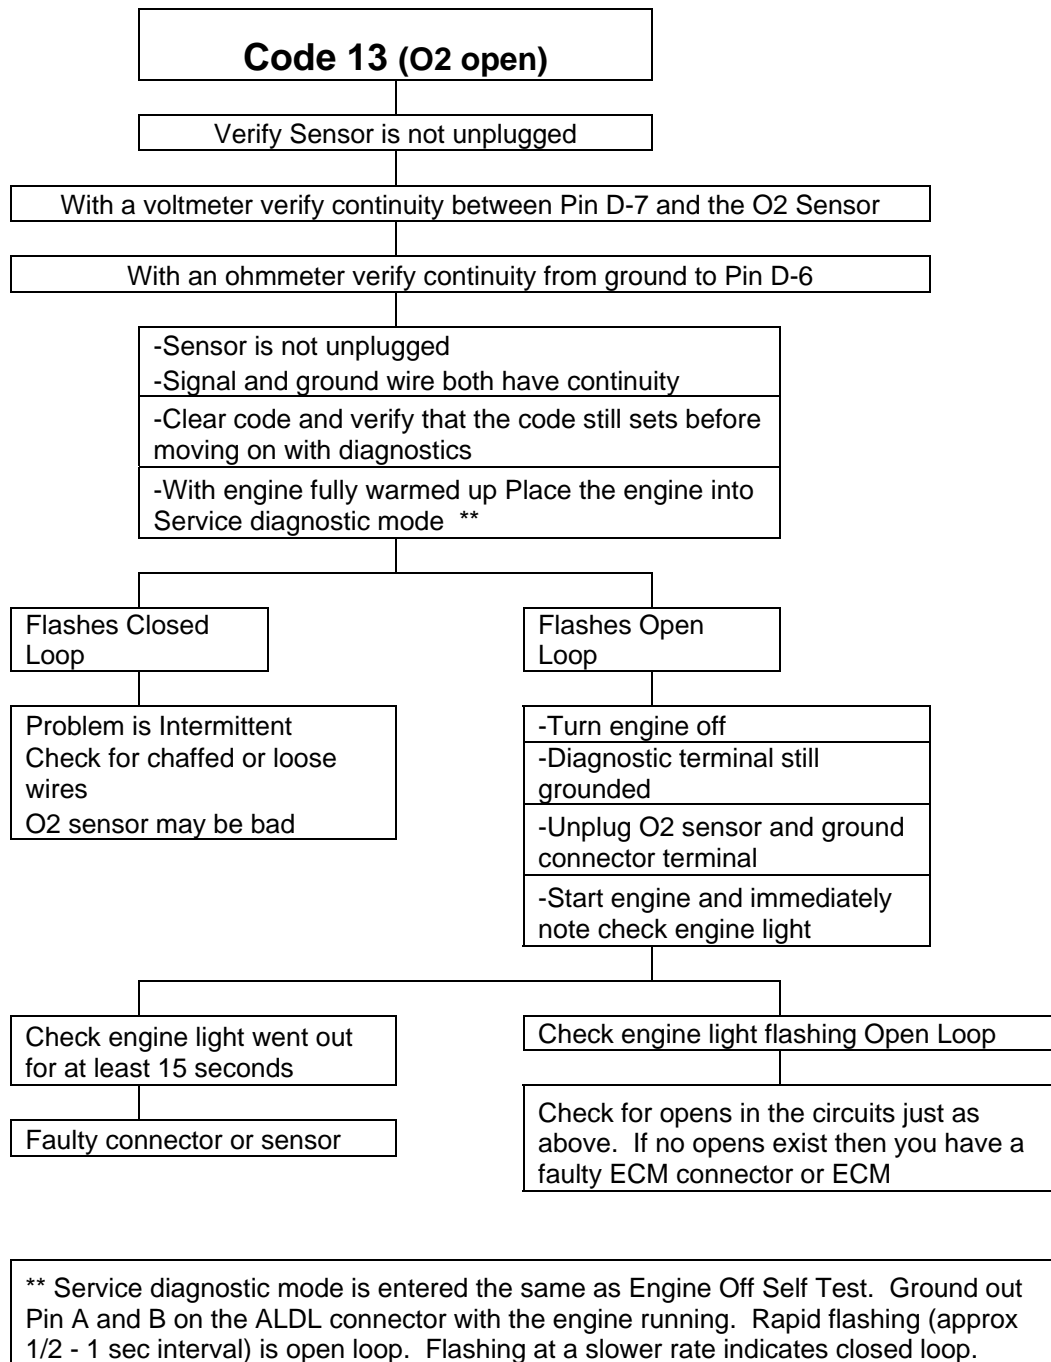 Code 13 (O2 open)
Verify Sensor is not unplugged
With a voltmeter verify continuity between Pin D-7 and the O2 Sensor
With an ohmmeter verify continuity from ground to Pin D-6
-Sensor is not unplugged
-Signal and ground wire both have continuity
-Clear code and verify that the code still sets before
moving on with diagnostics
-With engine fully warmed up Place the engine into
Service diagnostic mode  **
Flashes Closed
Loop
Problem is Intermittent
Check for chaffed or loose
wires
O2 sensor may be bad
Flashes Open
Loop
-Turn engine off
-Diagnostic terminal still
grounded
-Unplug O2 sensor and ground
connector terminal
-Start engine and immediately
note check engine light
Check engine light went out
for at least 15 seconds
Faulty connector or sensor
Check engine light flashing Open Loop
Check for opens in the circuits just as
above.  If no opens exist then you have a
faulty ECM connector or ECM
** Service diagnostic mode is entered the same as Engine Off Self Test.  Ground out
Pin A and B on the ALDL connector with the engine running.  Rapid flashing (approx
1/2 - 1 sec interval) is open loop.  Flashing at a slower rate indicates closed loop.